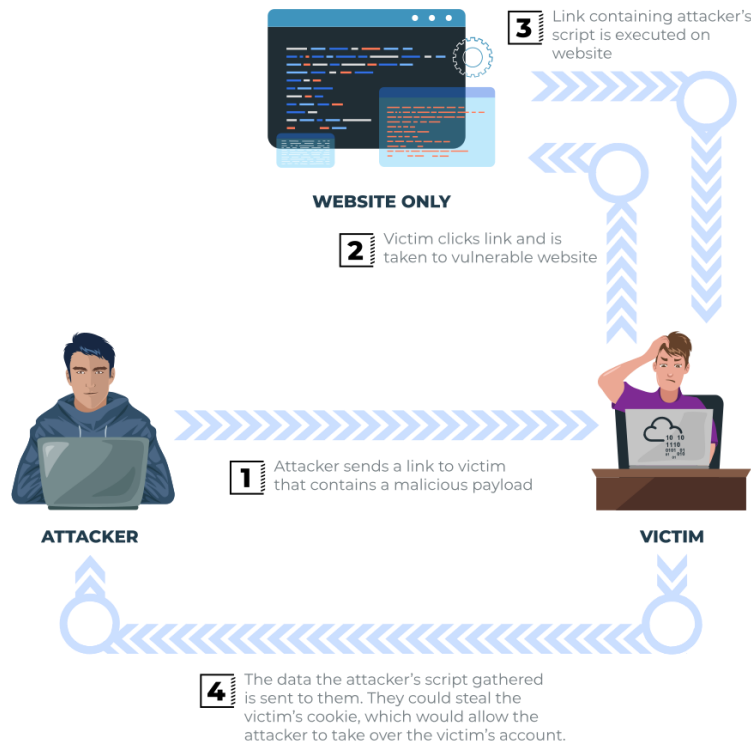 3
Link containing attacker's
script is executed on
website
WEBSITE ONLY
2
Victim clicks link and is
taken to vulnerable website
1
Attacker sends a link to victim
that contains a malicious payload
10 10
1110
ATTACKER
VICTIM
4
The data the attacker's script gathered
is sent to them. They could steal the
victim's cookie, which would allow the
attacker to take over the victim's account.